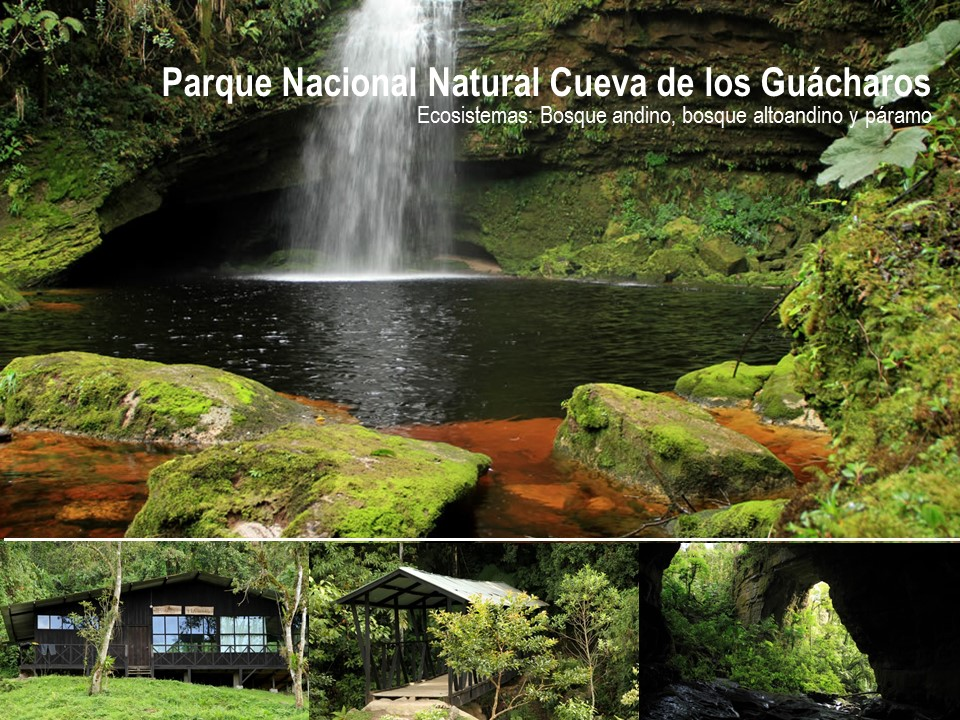 Parque Nacional Natural Cueva de los Guácharos
Ecosistemas: Bosque andino, bosque altoandino y páramo